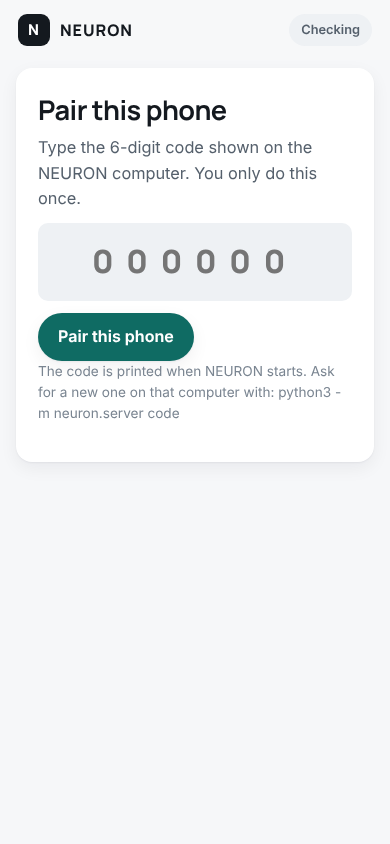 N NEURON Checking
Pair this phone
Type the 6-digit code shown on the
NEURON computer. You only do this
once.
0 0 0 0 0 0
Pair this phone
The code is printed when NEURON starts. Ask
for a new one on that computer with: python3 -
m neuron.server code